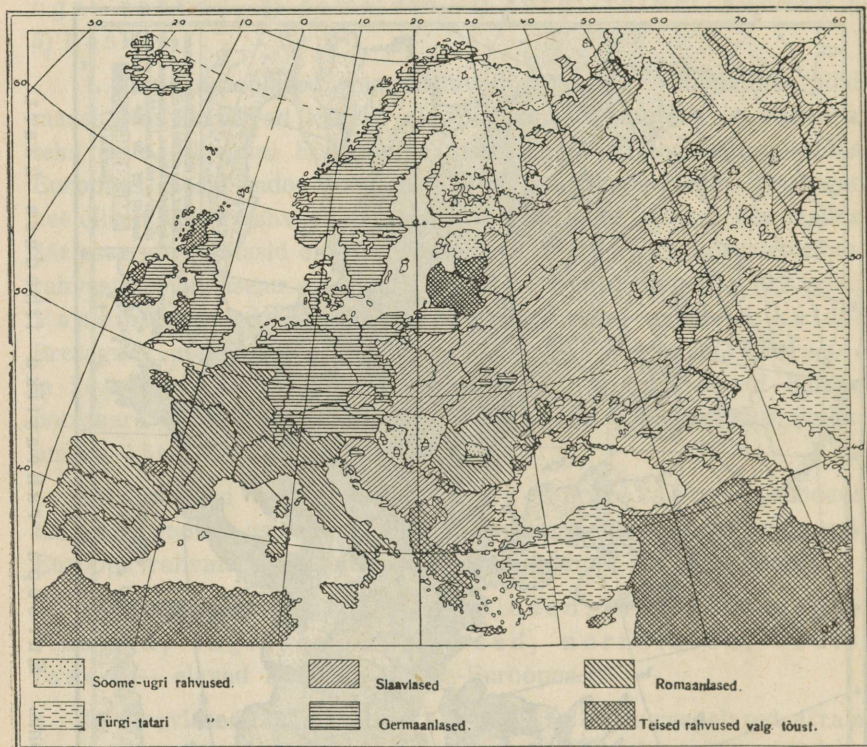 30 20 10 0 10 20 30 40 50 60 70 60
60
50
50
40
40
Soome-ugri rahvused. Slaavlased Romaanlased.
Türgi-tatari " Germaanlased. Teised rahvused valg. tõust.